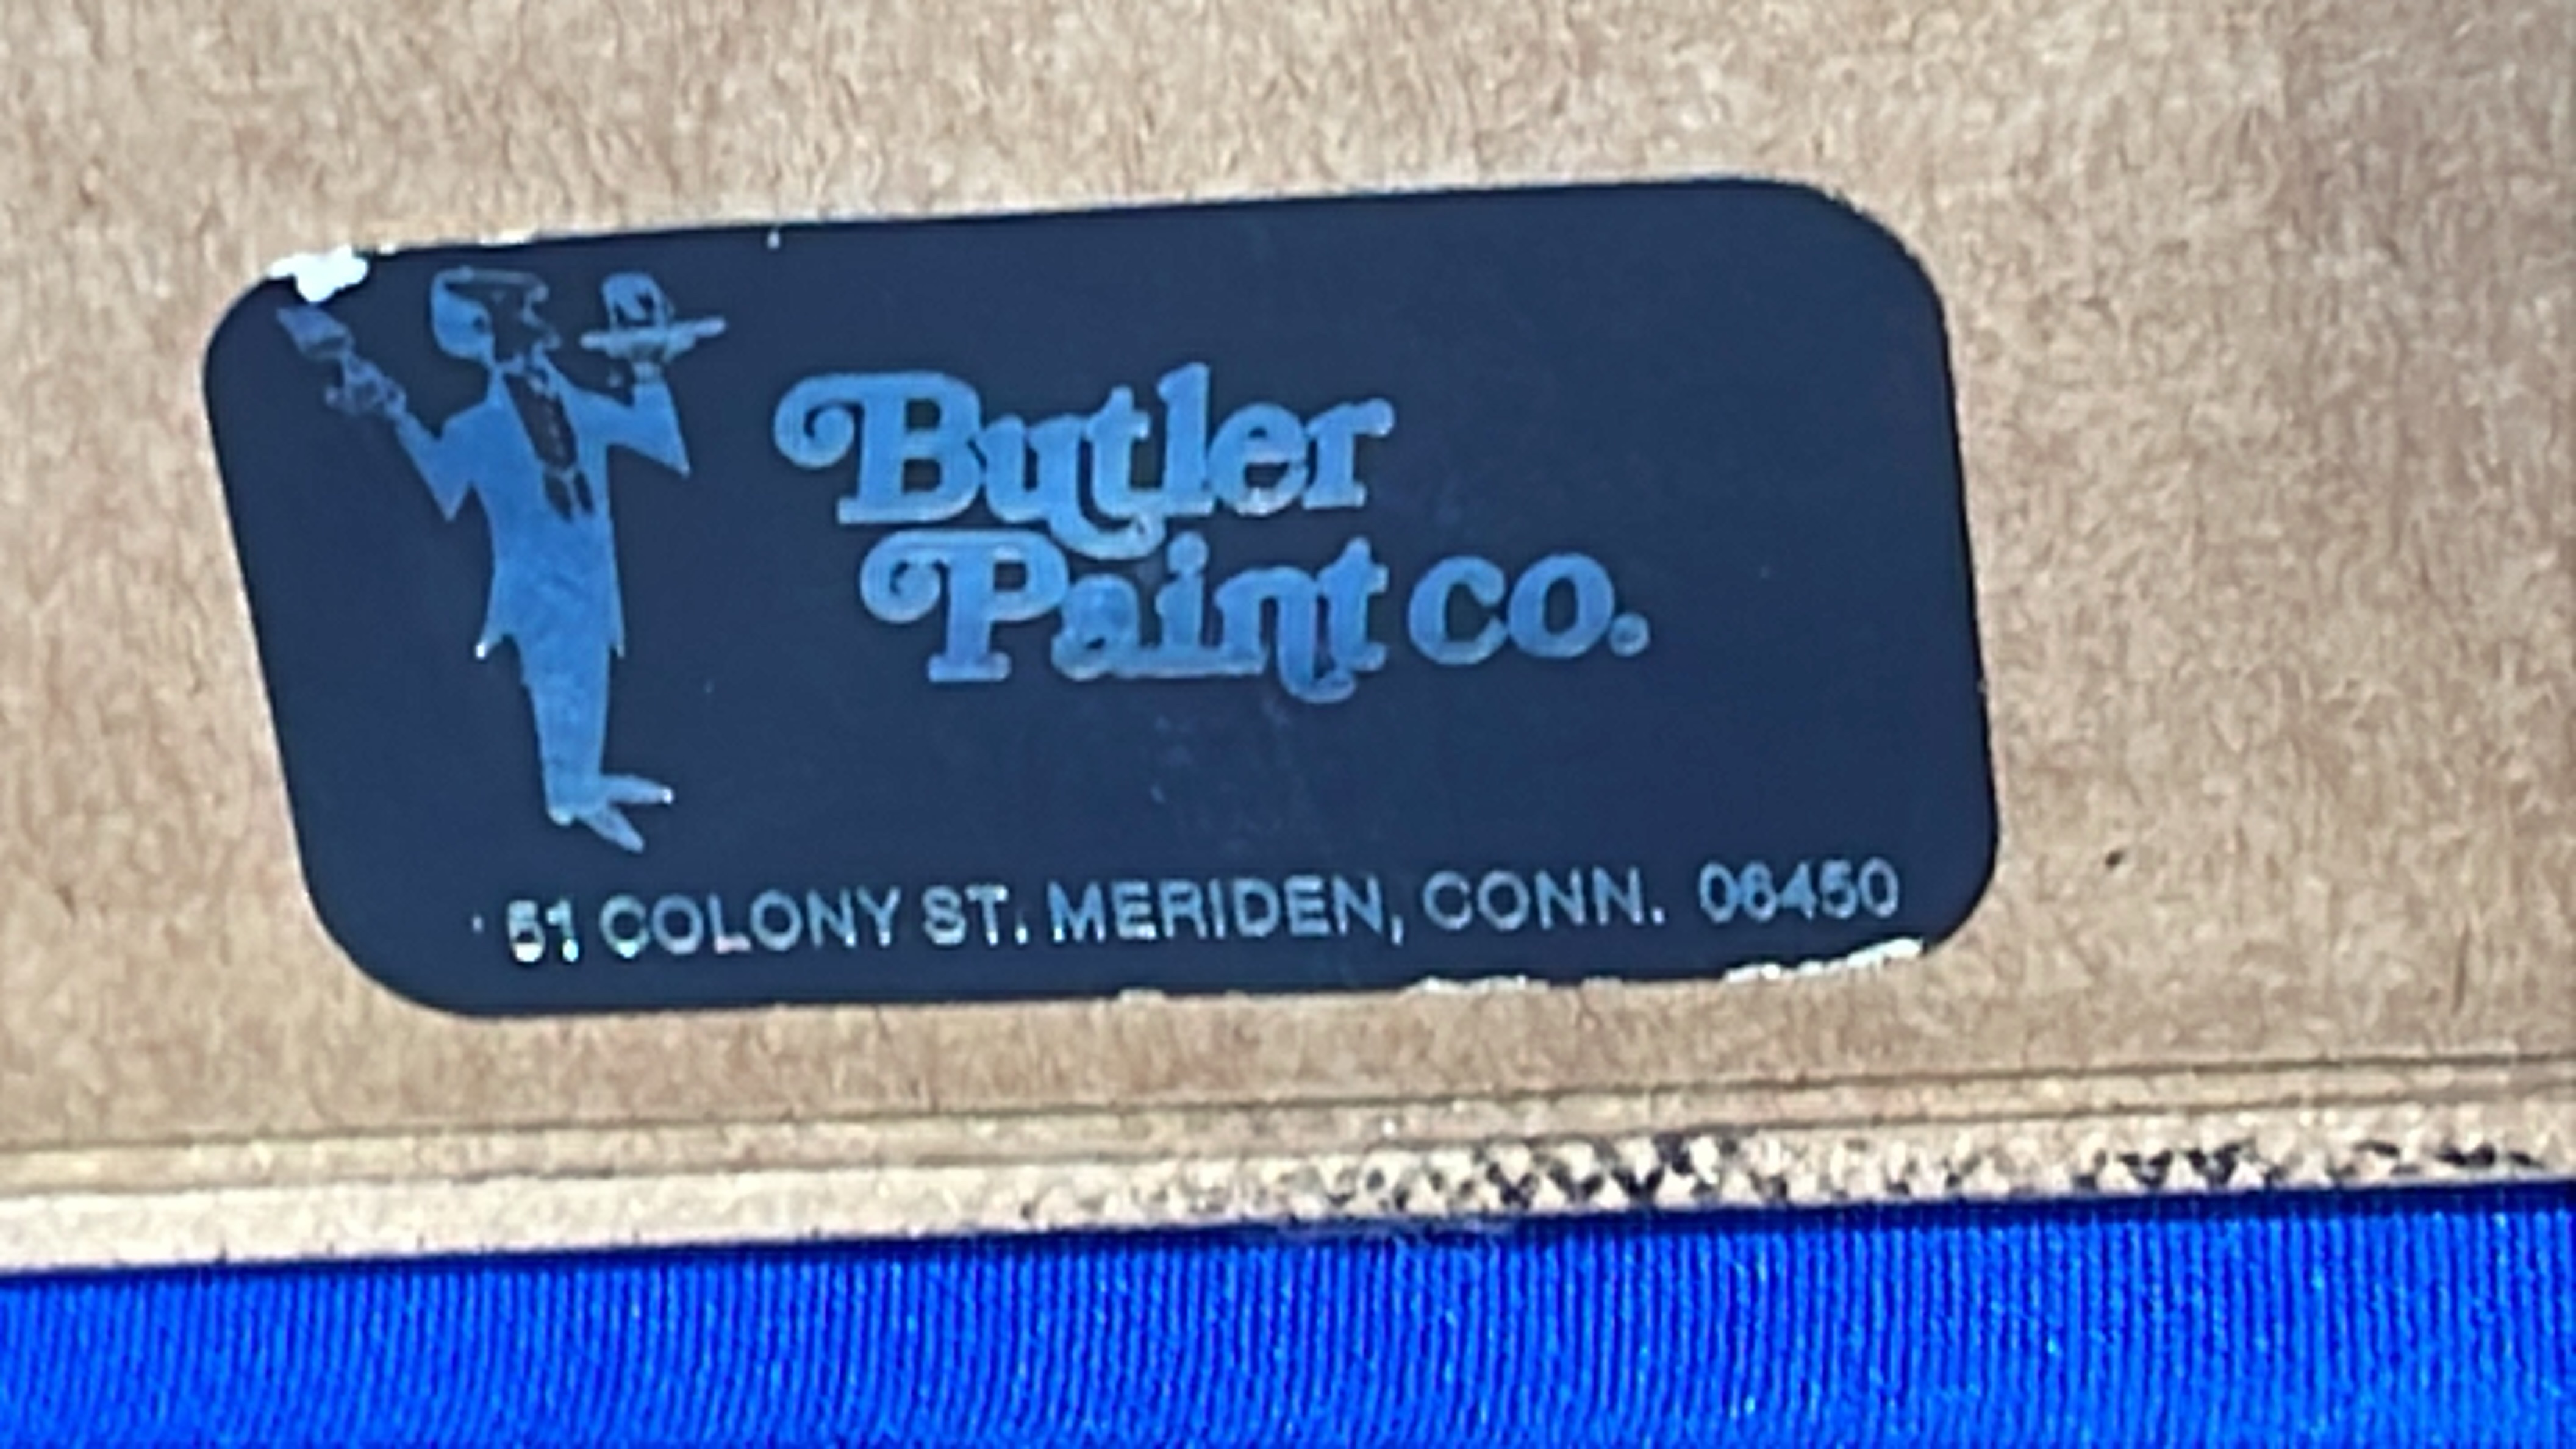 Butler
Paint co.
51 COLONY ST. MERIDEN, CONN. 06450